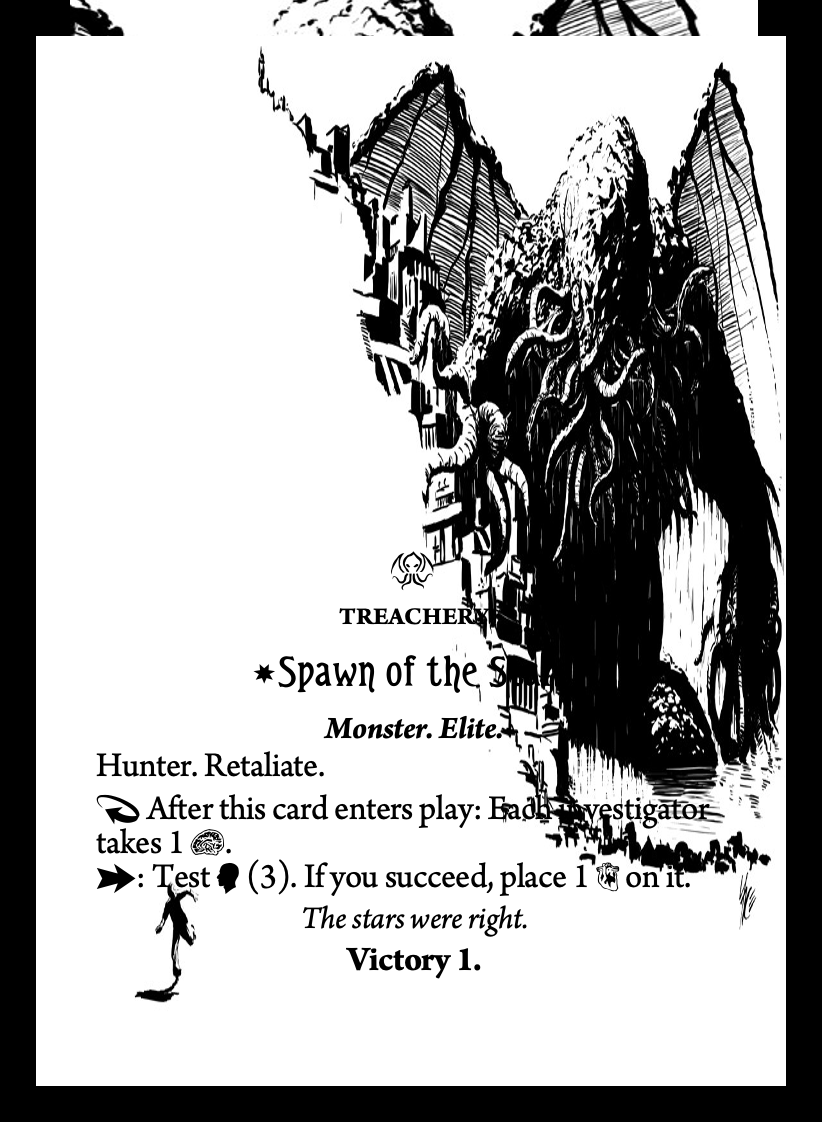 TREACHERY
Spawn of the
Monster. Elite.
Hunter. Retaliate.
After this card enters play: Each investigator
takes 1 .
: Test (3). If you succeed, place 1 on it.
The stars were right.
Victory 1.